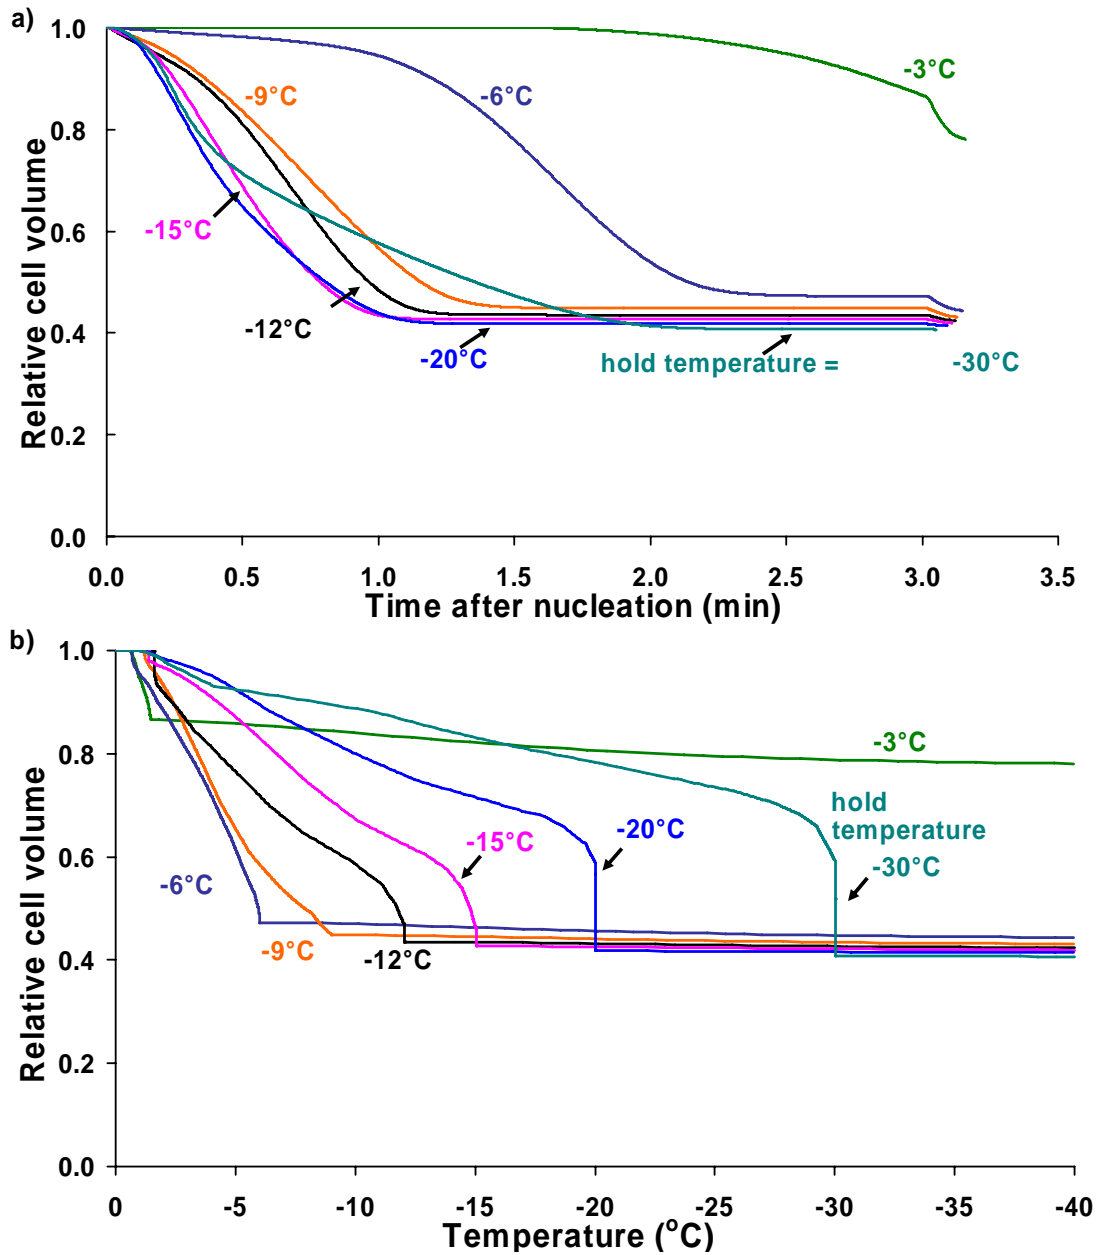 a)
1.0
0.8
0.6
0.4
0.2
0.0
Relative cell volume
-3°C
-6°C
-9°C
-15°C
-12°C
-20°C
hold temperature =
-30°C
0.0 0.5 1.0 1.5 2.0 2.5 3.0 3.5
Time after nucleation (min)
b)
1.0
0.8
0.6
0.4
0.2
0.0
Relative cell volume
-3°C
hold
temperature
-30°C
-20°C
-15°C
-6°C
-9°C
-12°C
0 -5 -10 -15 -20 -25 -30 -35 -40
Temperature (°C)